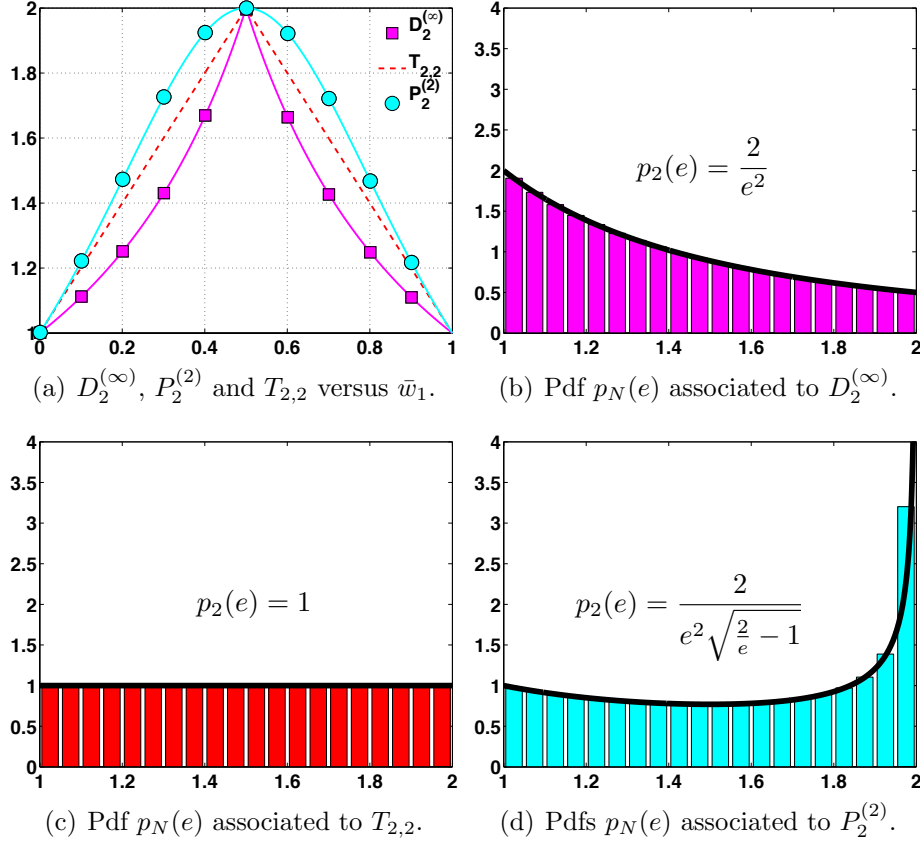 2
1.8
1.6
1.4
1.2
1
0 0.2 0.4 0.6 0.8 1
D_2^{(∞)}
T_{2,2}
P_2^{(2)}
(a) D_2^{(∞)}, P_2^{(2)} and T_{2,2} versus w̄_1.
4
3.5
3
2.5
2
1.5
1
0.5
0
1 1.2 1.4 1.6 1.8 2
p_2(e) = \frac{2}{e^2}
(b) Pdf p_N(e) associated to D_2^{(∞)}.
4
3.5
3
2.5
2
1.5
1
0.5
0
1 1.2 1.4 1.6 1.8 2
p_2(e) = 1
(c) Pdf p_N(e) associated to T_{2,2}.
4
3.5
3
2.5
2
1.5
1
0.5
0
1 1.2 1.4 1.6 1.8 2
p_2(e) = \frac{2}{e^2\sqrt{\frac{2}{e} - 1}}
(d) Pdfs p_N(e) associated to P_2^{(2)}.